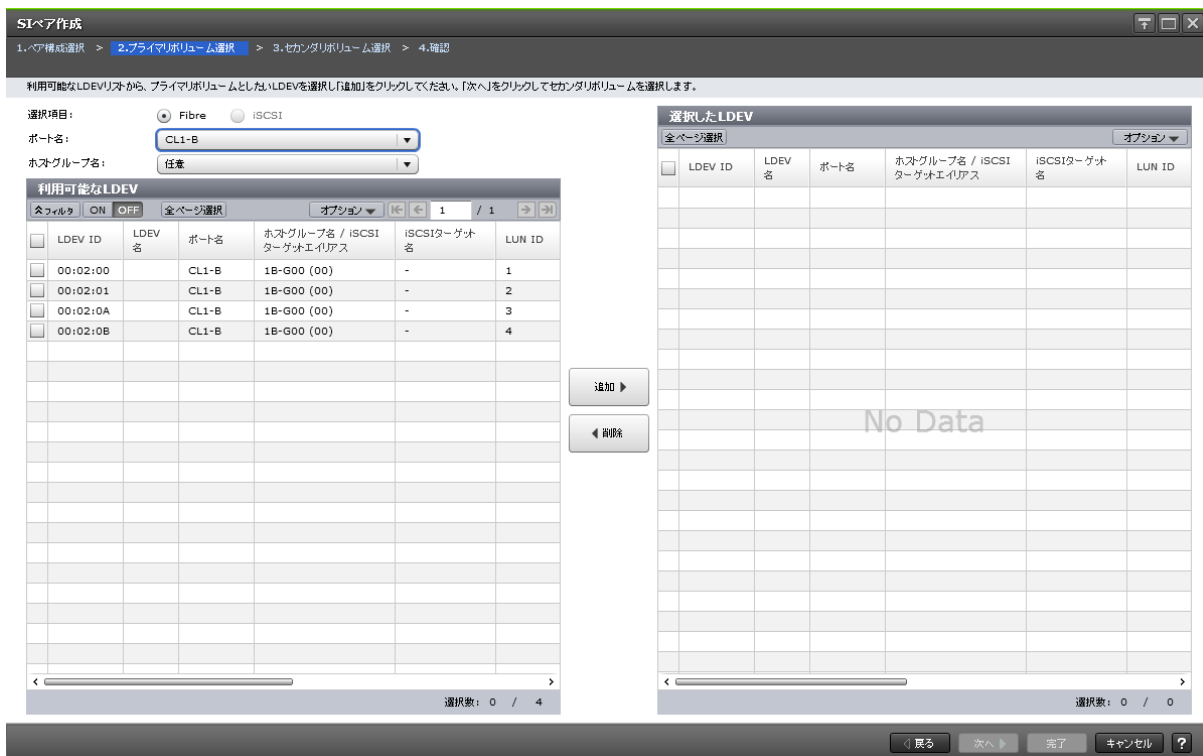 SIペア作成
1.ペア構成選択 > 2.プライマリボリューム選択 > 3.セカンダリボリューム選択 > 4.確認
利用可能なLDEVリストから、プライマリボリュームとしたいLDEVを選択し「追加」をクリックしてください。「次へ」をクリックしてセカンダリボリュームを選択します。
選択項目: Fibre iSCSI
ポート名: CL1-B
ホストグループ名: 任意
利用可能なLDEV
フィルタ ON OFF 全ページ選択 オプション 1 / 1
LDEV ID LDEV名 ポート名 ホストグループ名 / iSCSIターゲットエイリアス iSCSIターゲット名 LUN ID
00:02:00 CL1-B 1B-G00 (00) - 1
00:02:01 CL1-B 1B-G00 (00) - 2
00:02:0A CL1-B 1B-G00 (00) - 3
00:02:0B CL1-B 1B-G00 (00) - 4
選択数: 0 / 4
追加
削除
選択したLDEV
全ページ選択 オプション
LDEV ID LDEV名 ポート名 ホストグループ名 / iSCSIターゲットエイリアス iSCSIターゲット名 LUN ID
No Data
選択数: 0 / 0
戻る 次へ 完了 キャンセル ?